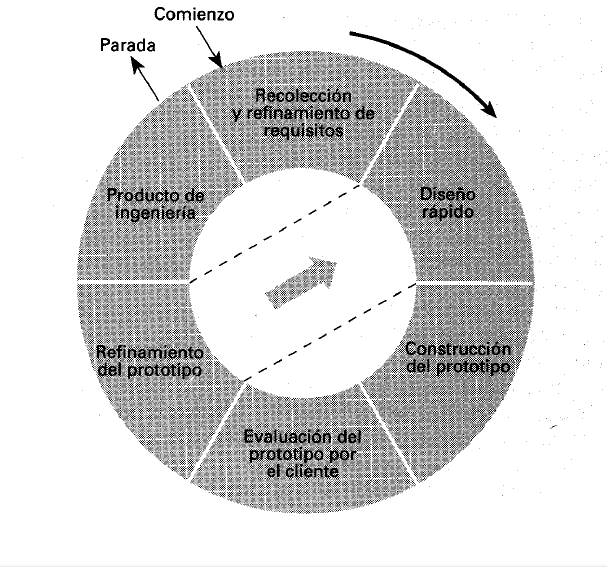 Comienzo
Parada
Recolección
y refinamiento de
requisitos
Diseño
rápido
Construcción
del prototipo
Evaluación del
prototipo por
el cliente
Refinamiento
del prototipo
Producto de
ingeniería